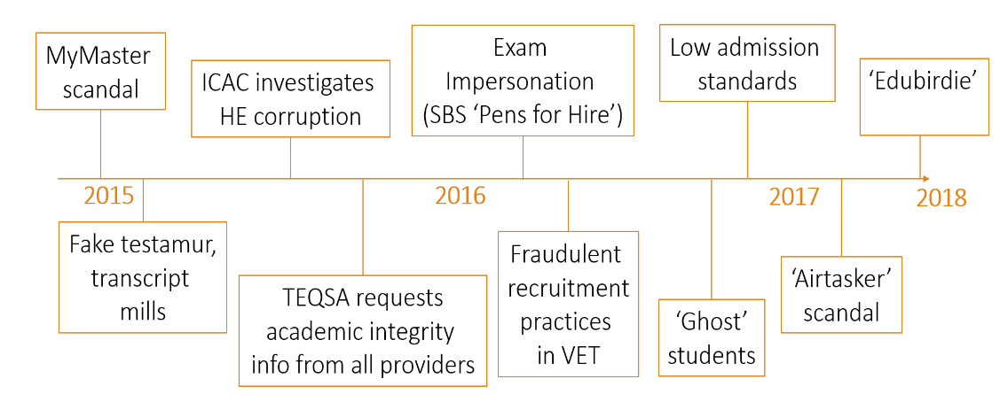 MyMaster
scandal
ICAC investigates
HE corruption
Exam
Impersonation
(SBS ‘Pens for Hire’)
Low admission
standards
‘Edubirdie’
2015
2016
2017
2018
Fake testamur,
transcript
mills
TEQSA requests
academic integrity
info from all providers
Fraudulent
recruitment
practices
in VET
‘Ghost’
students
‘Airtasker’
scandal